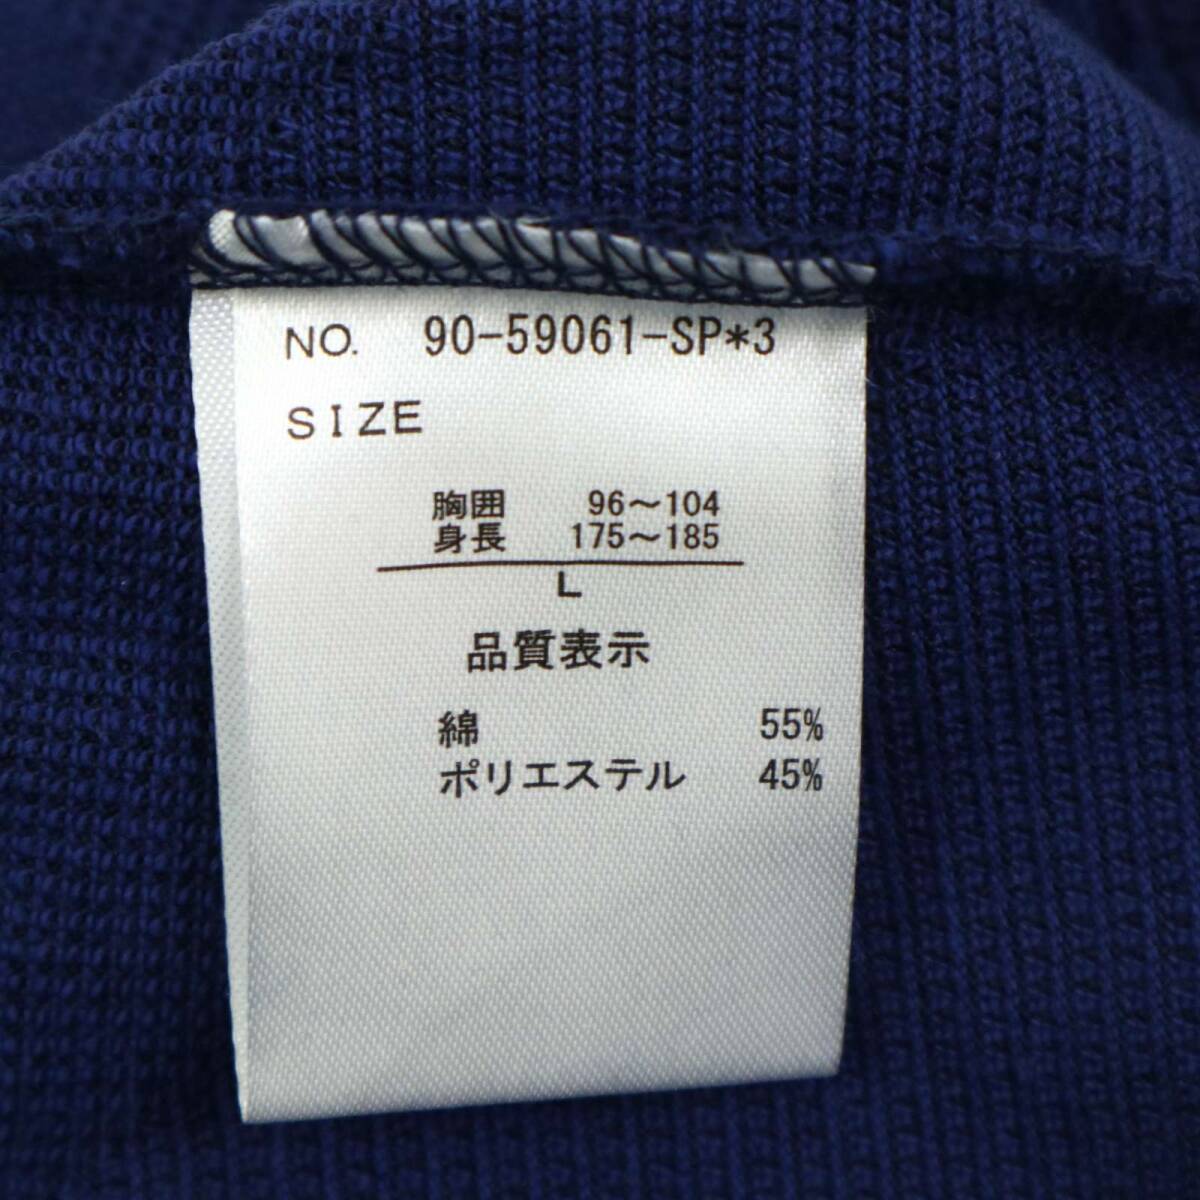 NO. 90-59061-SP*3
SIZE
胸囲 96～104
身長 175～185
L
品質表示
綿 55%
ポリエステル 45%